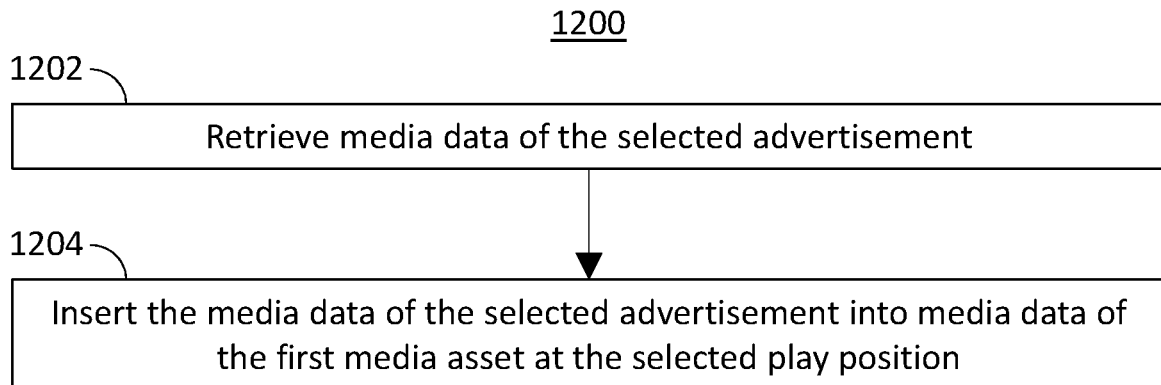 1200
1202
Retrieve media data of the selected advertisement
1204
Insert the media data of the selected advertisement into media data of
the first media asset at the selected play position